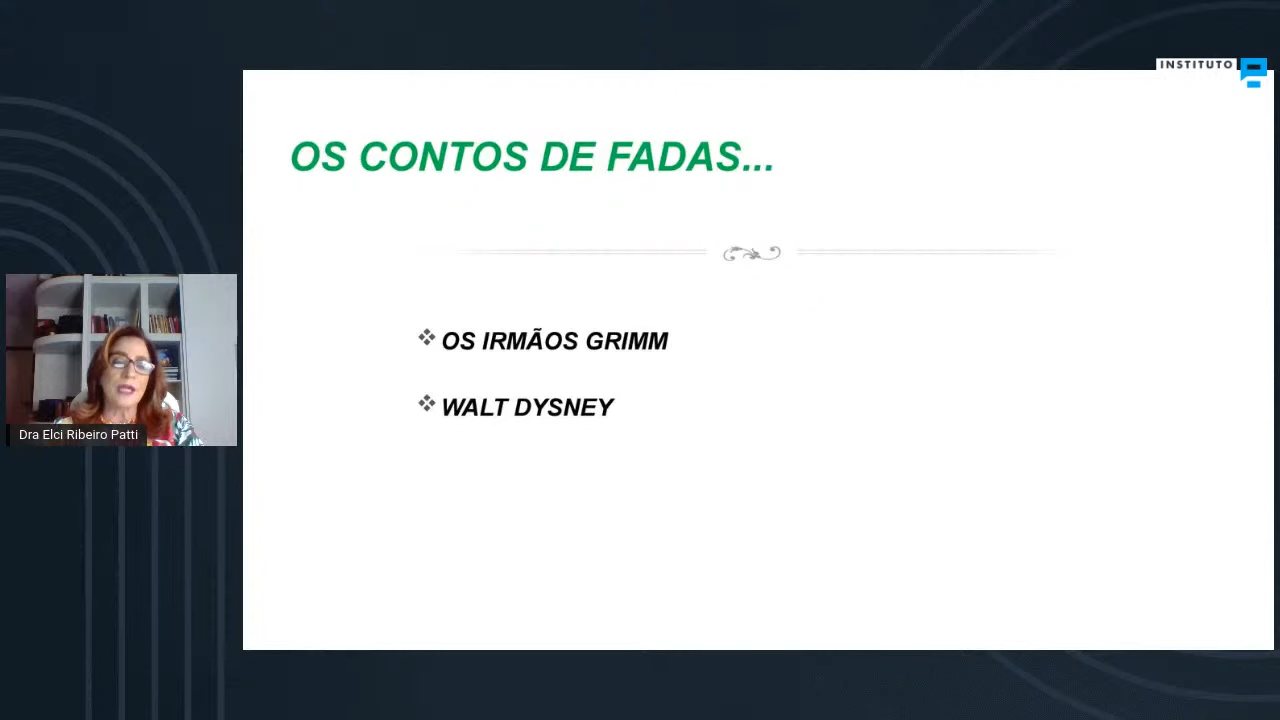 INSTITUTO
OS CONTOS DE FADAS...
OS IRMÃOS GRIMM
WALT DYSNEY
Dra Elci Ribeiro Patti